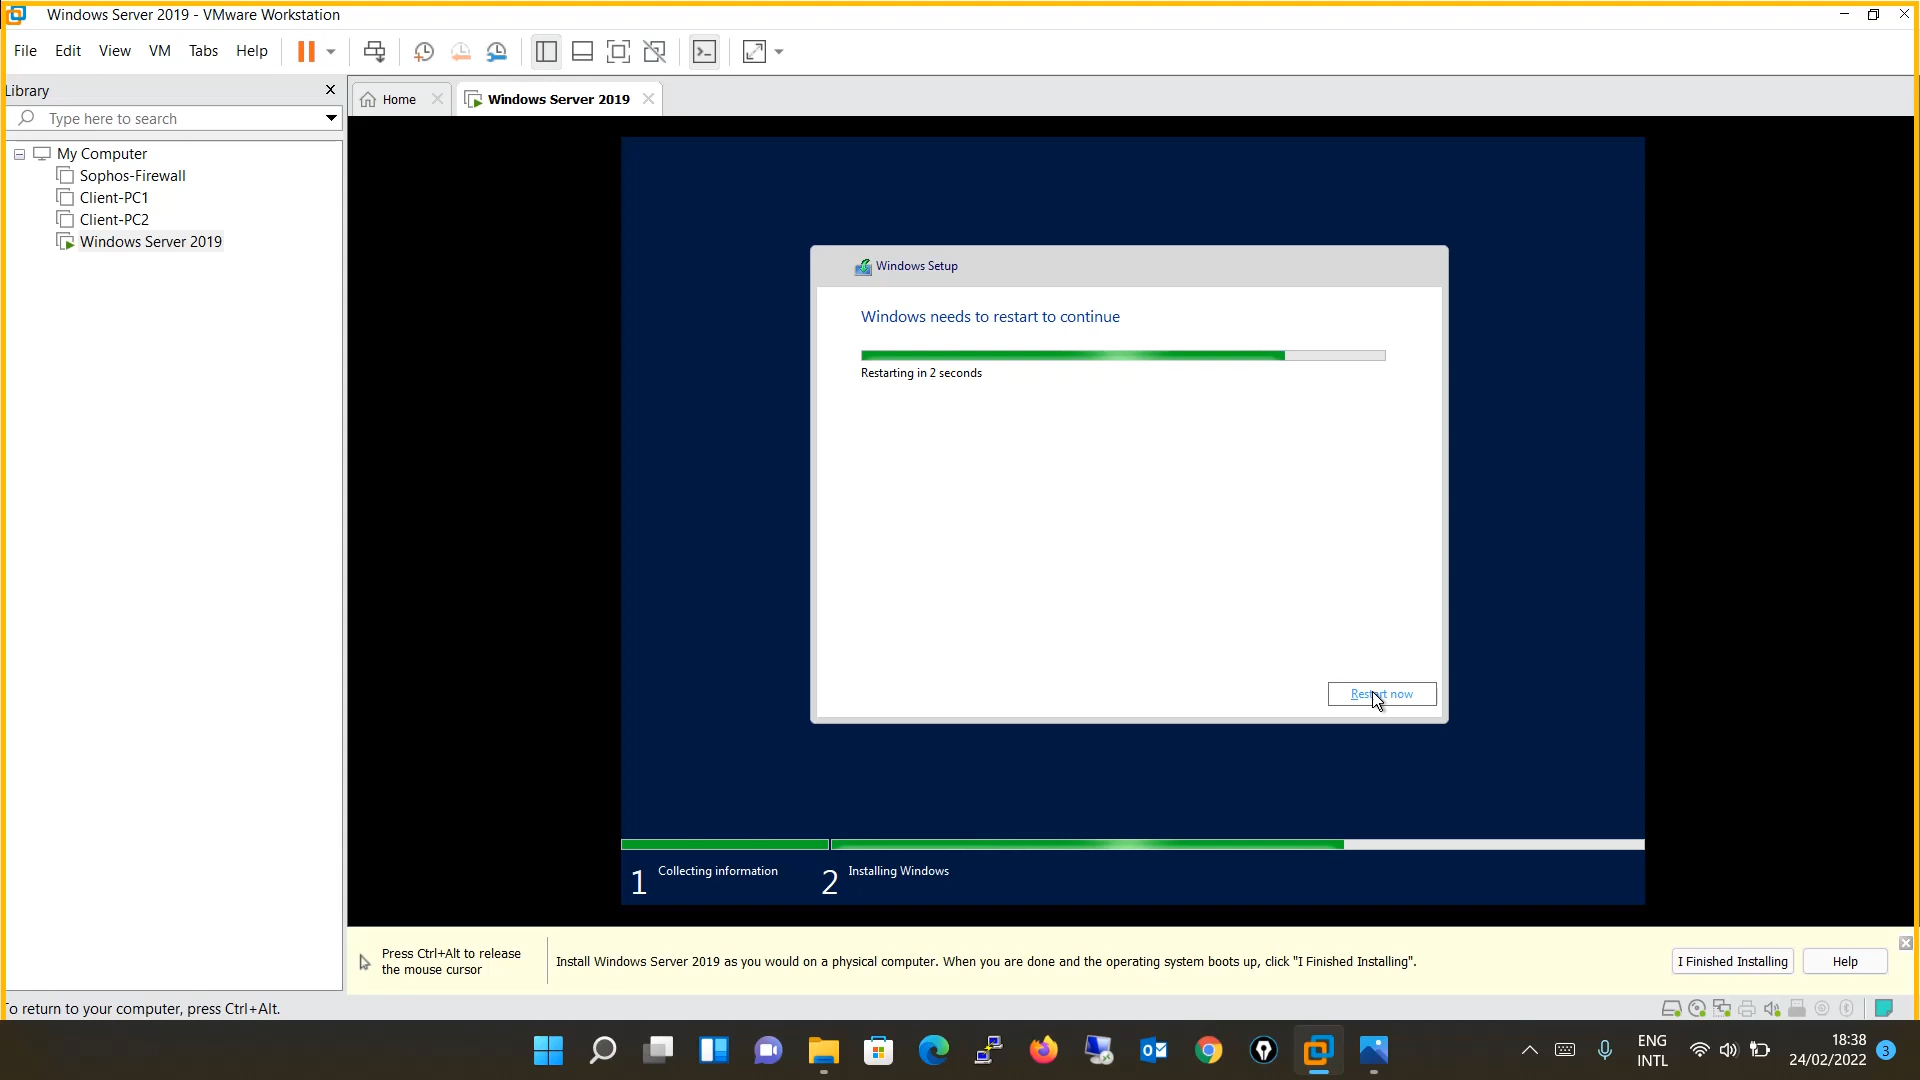 Windows Server 2019 - VMware Workstation
File Edit View VM Tabs Help
Library
Type here to search
My Computer
Sophos-Firewall
Client-PC1
Client-PC2
Windows Server 2019
Home
Windows Server 2019
Windows Setup
Windows needs to restart to continue
Restarting in 2 seconds
Restart now
1 Collecting information
2 Installing Windows
Press Ctrl+Alt to release
the mouse cursor
Install Windows Server 2019 as you would on a physical computer. When you are done and the operating system boots up, click "I Finished Installing".
I Finished Installing
Help
To return to your computer, press Ctrl+Alt.
ENG
INTL
18:38
24/02/2022
3